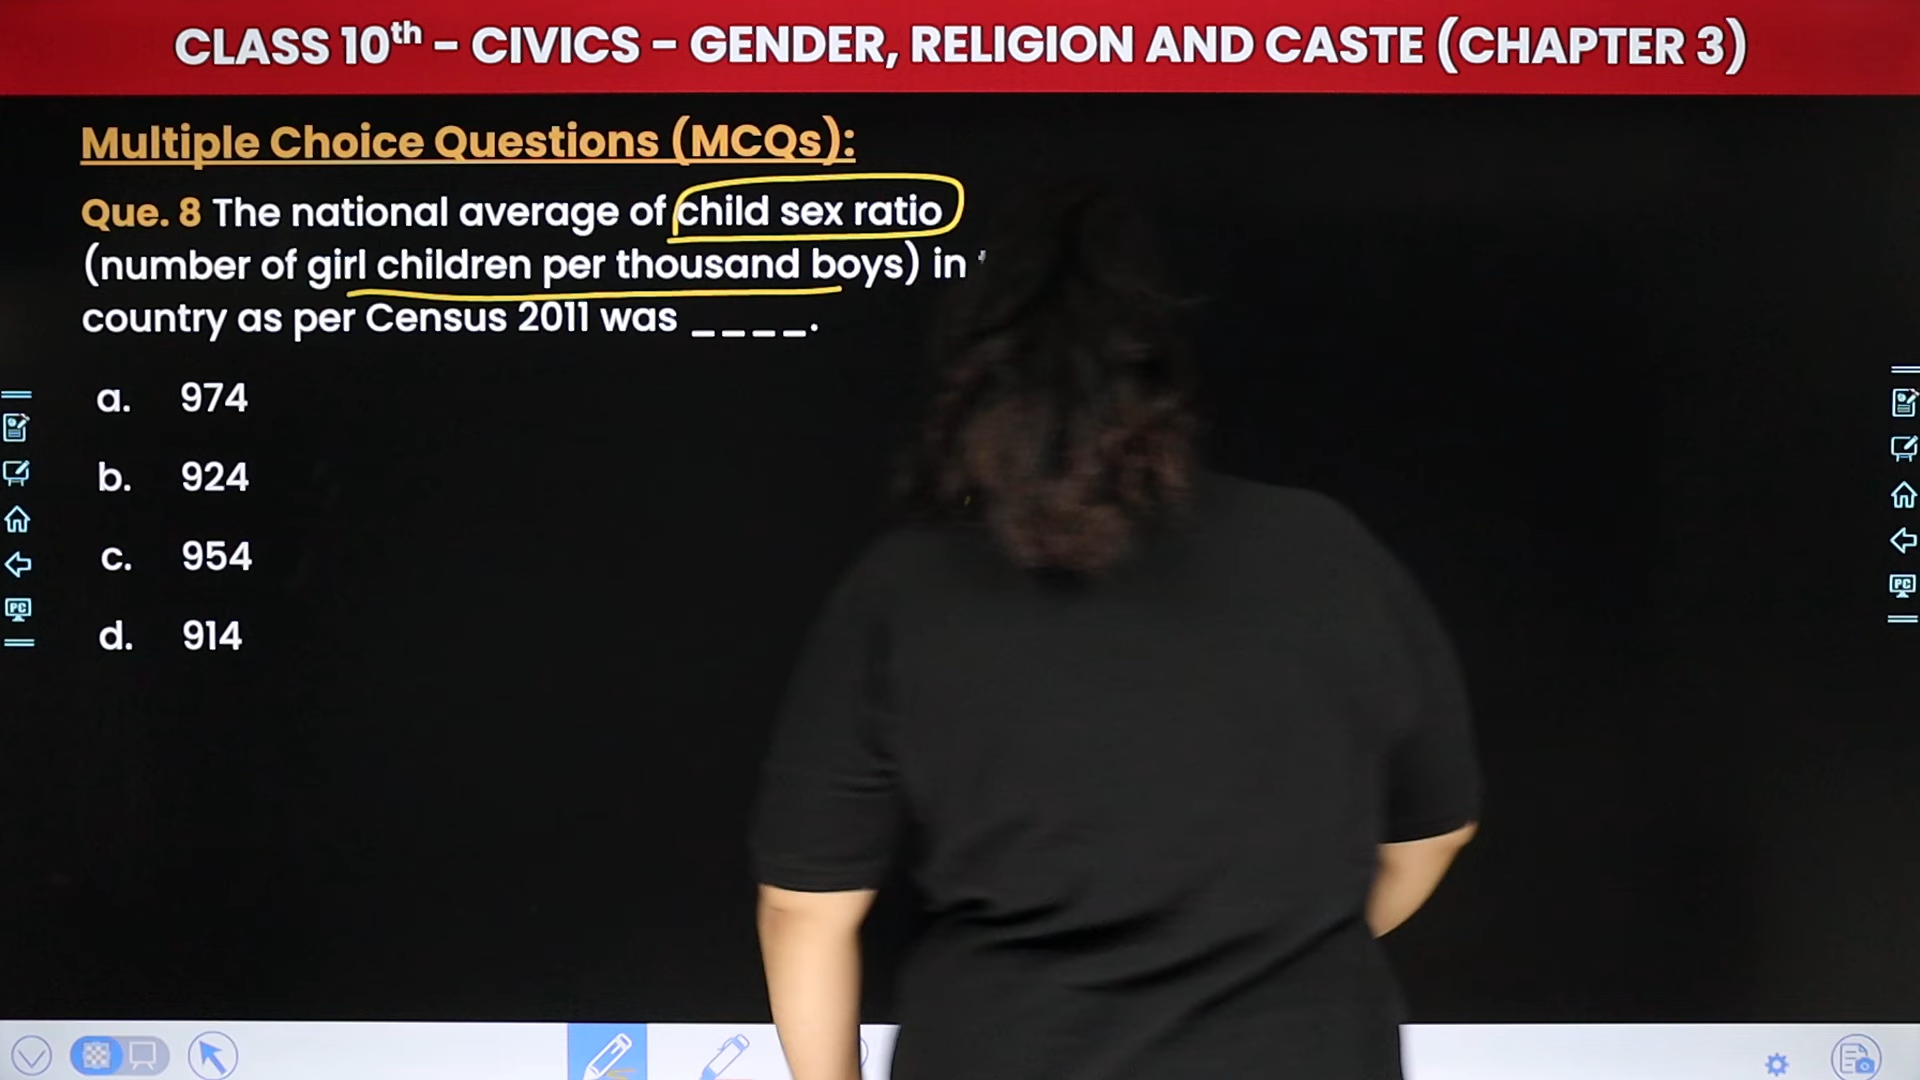 CLASS 10th - CIVICS - GENDER, RELIGION AND CASTE (CHAPTER 3)
Multiple Choice Questions (MCQs):
Que. 8 The national average of child sex ratio
(number of girl children per thousand boys) in
country as per Census 2011 was _ _ _ _.
a. 974
b. 924
c. 954
d. 914
PC
PC